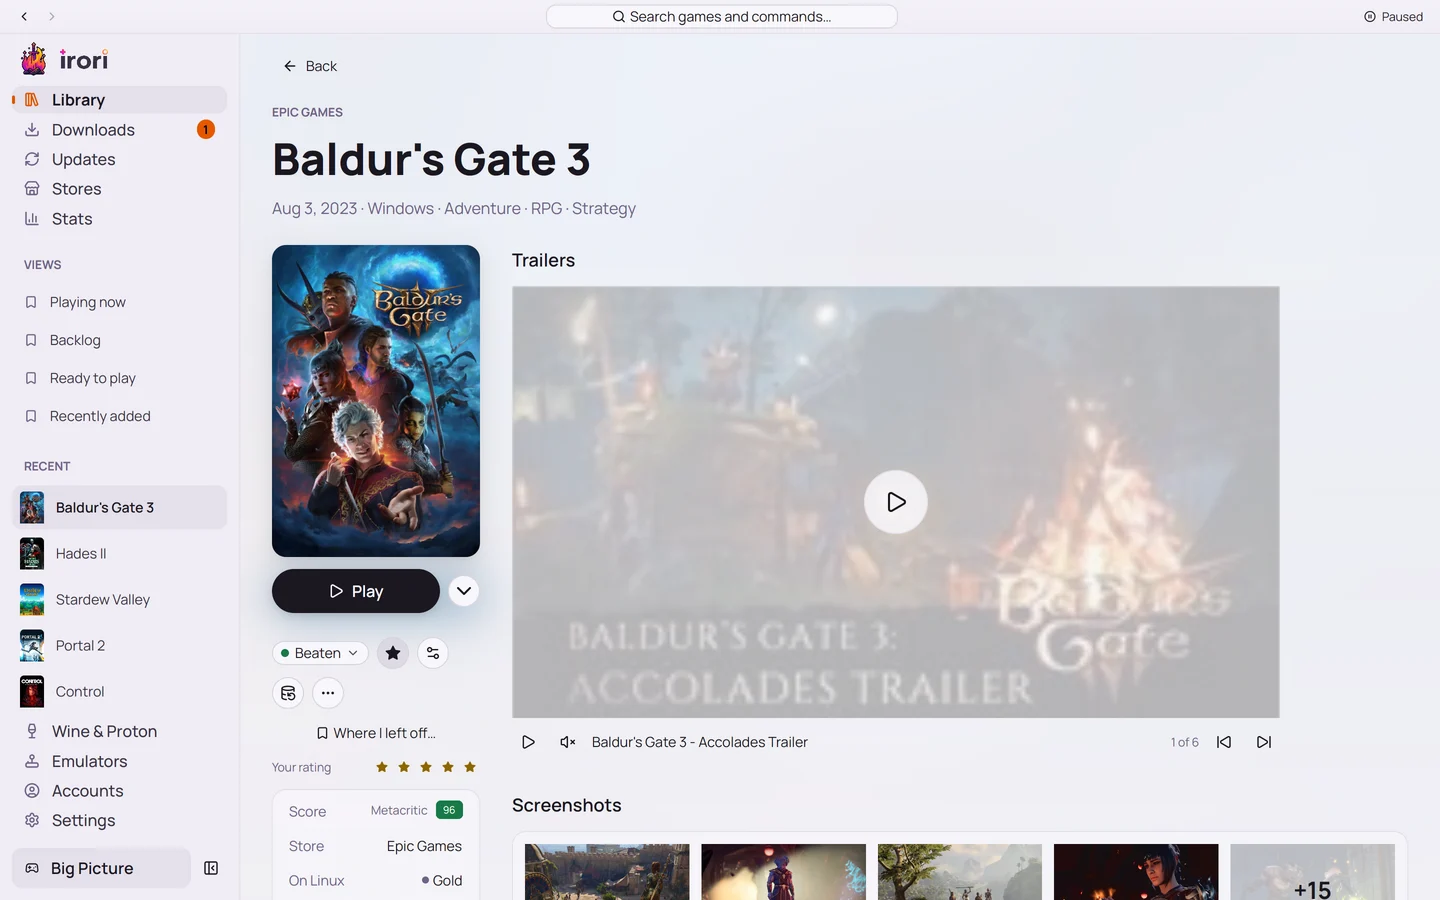 Search games and commands...
Paused
irori
Library
Downloads
1
Updates
Stores
Stats
VIEWS
Playing now
Backlog
Ready to play
Recently added
RECENT
Baldur's Gate 3
Hades II
Stardew Valley
Portal 2
Control
Wine & Proton
Emulators
Accounts
Settings
Big Picture
Back
EPIC GAMES
Baldur's Gate 3
Aug 3, 2023 · Windows · Adventure · RPG · Strategy
Baldur's
Gate
Play
Beaten
Where I left off...
Your rating
Score
Metacritic
96
Store
Epic Games
On Linux
Gold
Trailers
Baldur's
Gate
BALDUR'S GATE 3:
ACCOLADES TRAILER
Baldur's Gate 3 - Accolades Trailer
1 of 6
Screenshots
+15